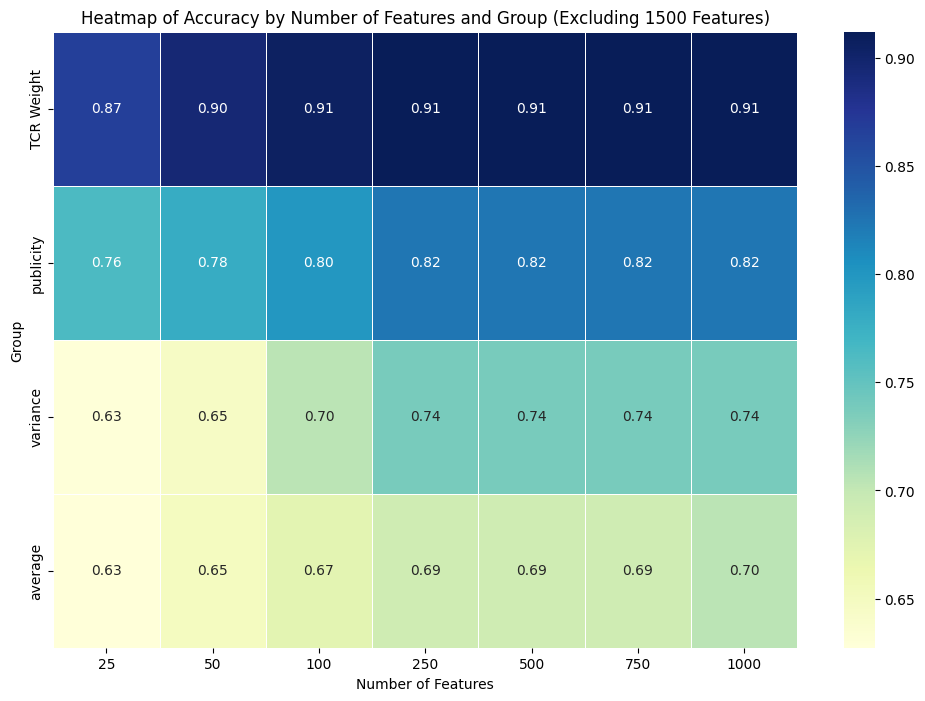 Heatmap of Accuracy by Number of Features and Group (Excluding 1500 Features)
Group
TCR Weight
0.87 0.90 0.91 0.91 0.91 0.91 0.91
publicity
0.76 0.78 0.80 0.82 0.82 0.82 0.82
variance
0.63 0.65 0.70 0.74 0.74 0.74 0.74
average
0.63 0.65 0.67 0.69 0.69 0.69 0.70
25 50 100 250 500 750 1000
Number of Features
0.90
0.85
0.80
0.75
0.70
0.65